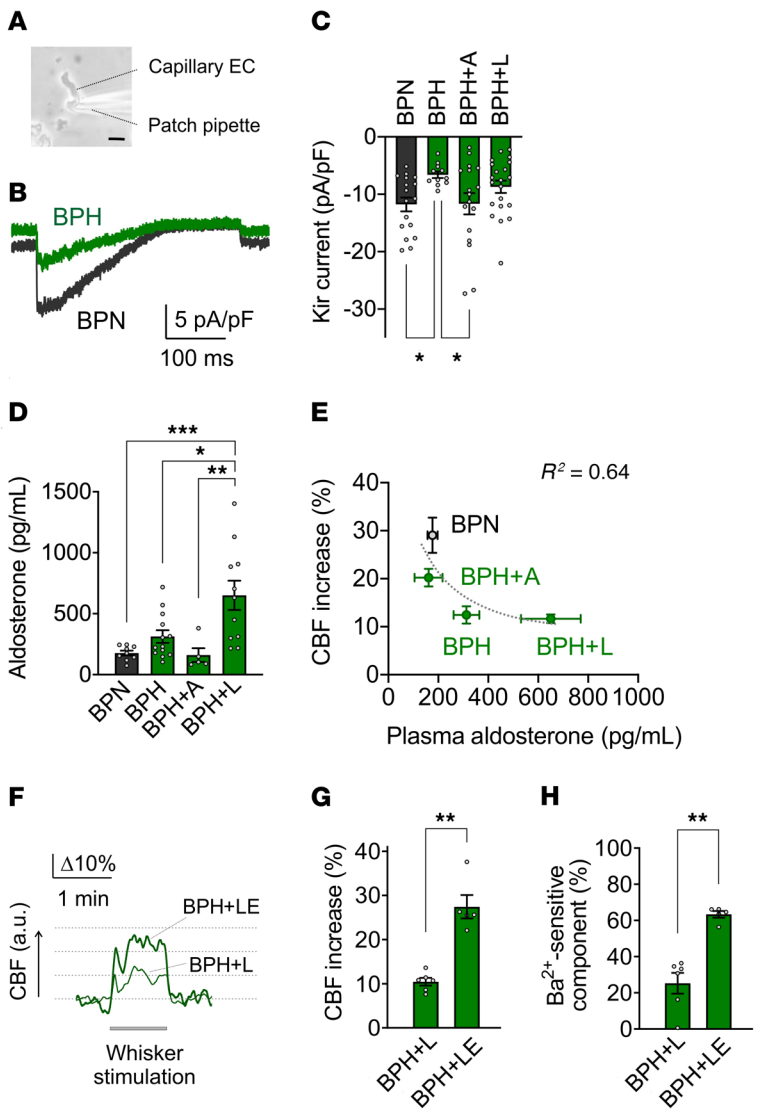 A
Capillary EC
Patch pipette
B
BPH
BPN
5 pA/pF
100 ms
C
BPN
BPH
BPH+A
BPH+L
Kir current (pA/pF)
0
-10
-20
-30
*
*
D
***
*
**
Aldosterone (pg/mL)
1500
1000
500
0
BPN
BPH
BPH+A
BPH+L
E
R² = 0.64
CBF increase (%)
40
30
20
10
0
BPN
BPH+A
BPH
BPH+L
0
200
400
600
800
1000
Plasma aldosterone (pg/mL)
F
Δ10%
1 min
CBF (a.u.)
BPH+LE
BPH+L
Whisker
stimulation
G
**
CBF increase (%)
40
30
20
10
0
BPH+L
BPH+LE
H
**
Ba²⁺-sensitive
component (%)
100
80
60
40
20
0
BPH+L
BPH+LE